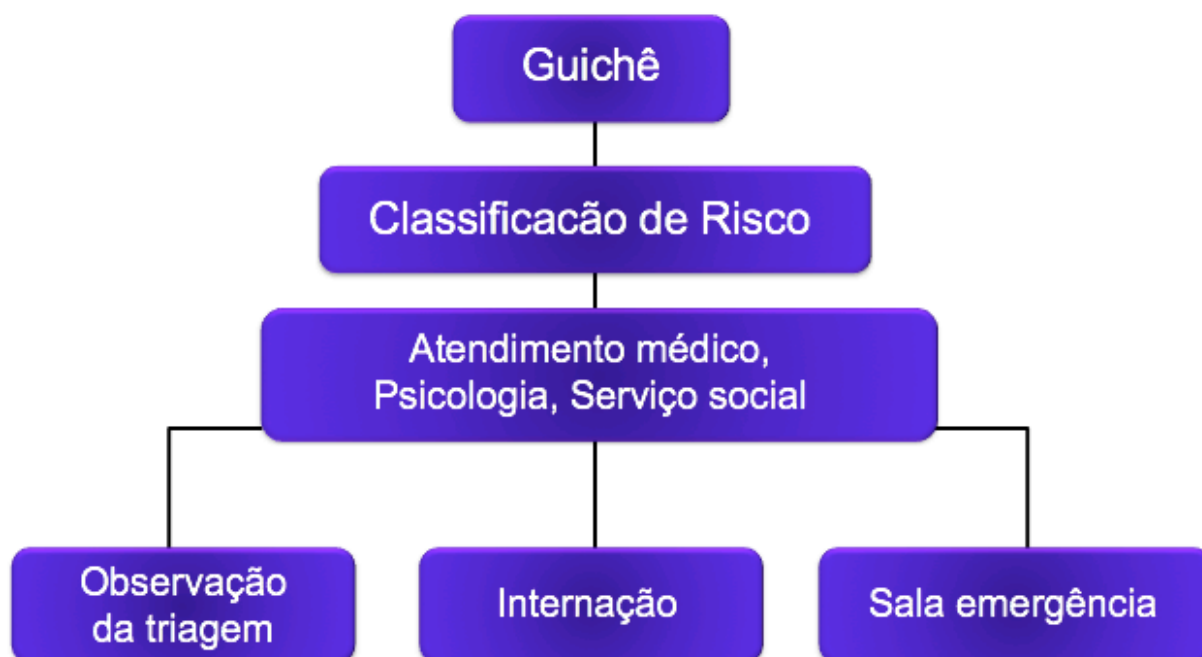 Guichê
Classificacão de Risco
Atendimento médico,
Psicologia, Serviço social
Observação
da triagem
Internação
Sala emergência